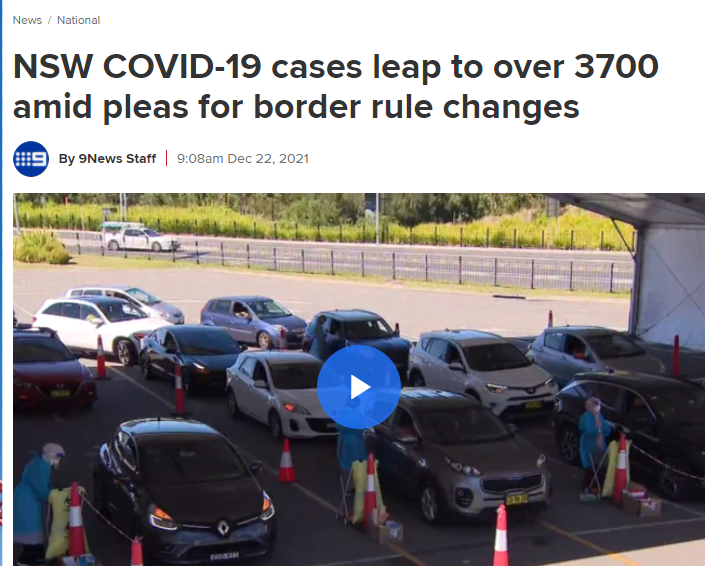 News / National
NSW COVID-19 cases leap to over 3700
amid pleas for border rule changes
9
By 9News Staff | 9:08am Dec 22, 2021